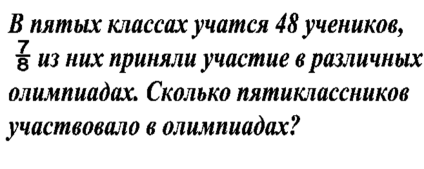 В пятых классах учатся 48 учеников,
7/8 из них приняли участие в различных
олимпиадах. Сколько пятиклассников
участвовало в олимпиадах?